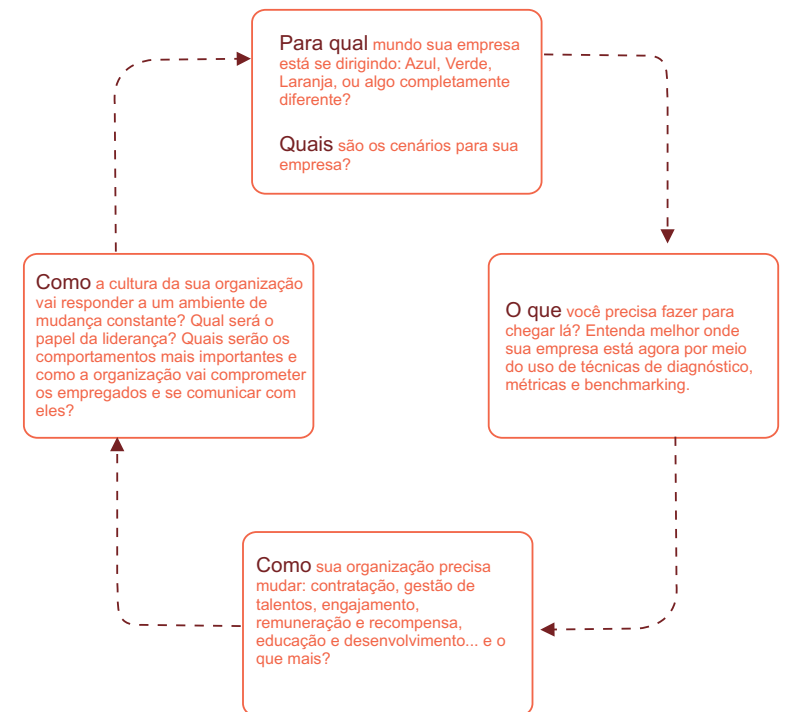 Para qual mundo sua empresa
está se dirigindo: Azul, Verde,
Laranja, ou algo completamente
diferente?
Quais são os cenários para sua
empresa?
O que você precisa fazer para
chegar lá? Entenda melhor onde
sua empresa está agora por meio
do uso de técnicas de diagnóstico,
métricas e benchmarking.
Como sua organização precisa
mudar: contratação, gestão de
talentos, engajamento,
remuneração e recompensa,
educação e desenvolvimento... e o
que mais?
Como a cultura da sua organização
vai responder a um ambiente de
mudança constante? Qual será o
papel da liderança? Quais serão os
comportamentos mais importantes e
como a organização vai comprometer
os empregados e se comunicar com
eles?